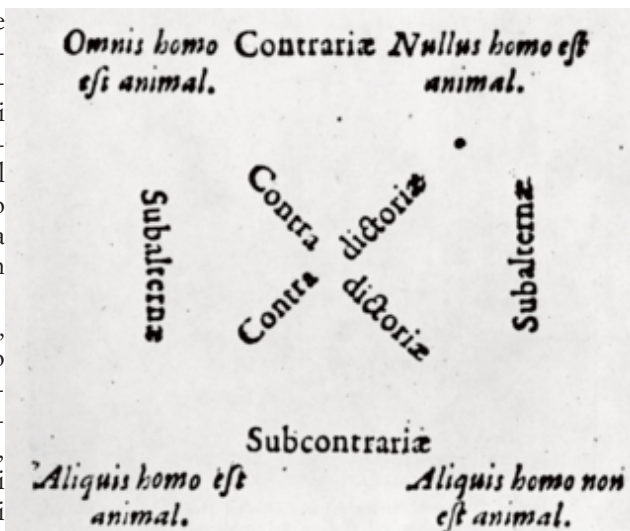 Omnis homo Contrariæ Nullus homo eſt
eſt animal. animal.
Subalternæ
Contra dictoriæ
Contra dictoriæ
Subalternæ
Subcontrariæ
Aliquis homo eſt Aliquis homo non
animal. eſt animal.